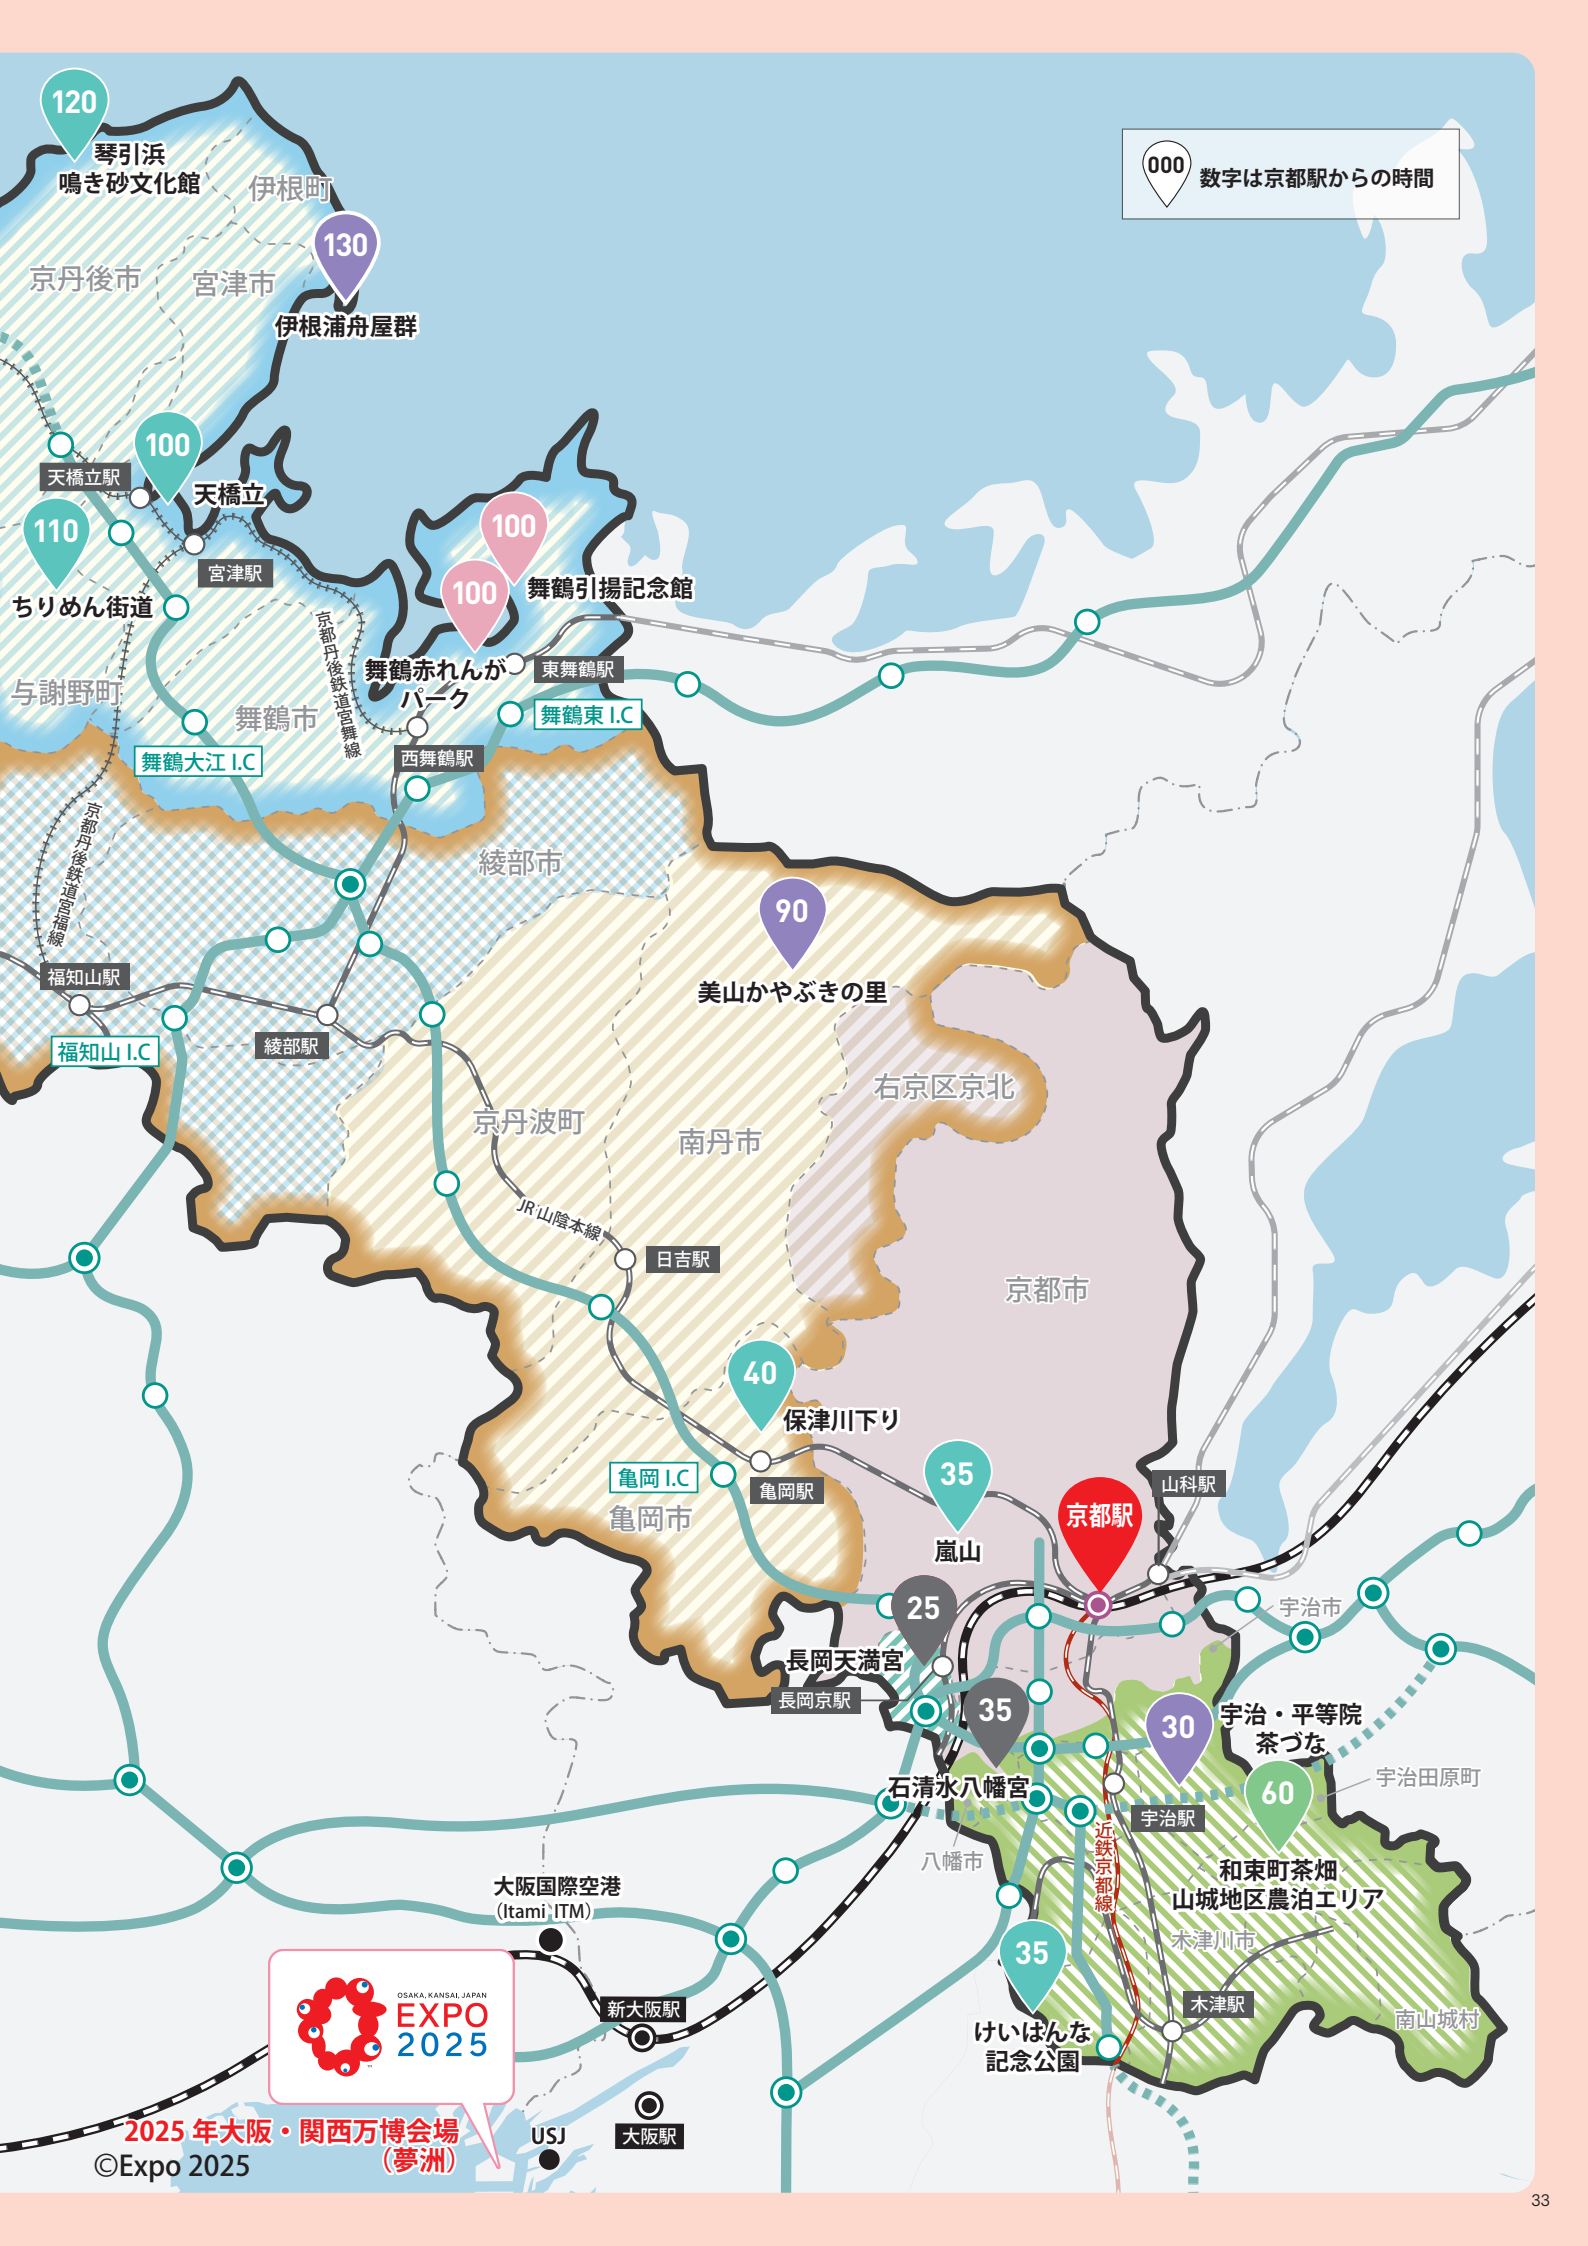 120
琴引浜
鳴き砂文化館
伊根町
000
数字は京都駅からの時間
130
伊根浦舟屋群
京丹後市
宮津市
100
天橋立駅
天橋立
110
ちりめん街道
宮津駅
100
舞鶴引揚記念館
100
舞鶴赤れんが
パーク
東舞鶴駅
京都丹後鉄道宮舞線
与謝野町
舞鶴市
舞鶴東 I.C
舞鶴大江 I.C
西舞鶴駅
京都丹後鉄道宮福線
綾部市
90
美山かやぶきの里
福知山駅
福知山 I.C
綾部駅
右京区京北
京丹波町
南丹市
JR 山陰本線
日吉駅
京都市
40
保津川下り
亀岡 I.C
亀岡駅
亀岡市
35
嵐山
山科駅
京都駅
25
長岡天満宮
長岡京駅
宇治市
35
石清水八幡宮
30
宇治・平等院
茶づな
宇治田原町
60
宇治駅
近鉄京都線
八幡市
和束町茶畑
山城地区農泊エリア
木津川市
35
けいはんな
記念公園
木津駅
南山城村
大阪国際空港
（Itami ITM）
OSAKA, KANSAI, JAPAN
EXPO
2025
新大阪駅
2025 年大阪・関西万博会場
（夢洲）
©Expo 2025
USJ
大阪駅
33